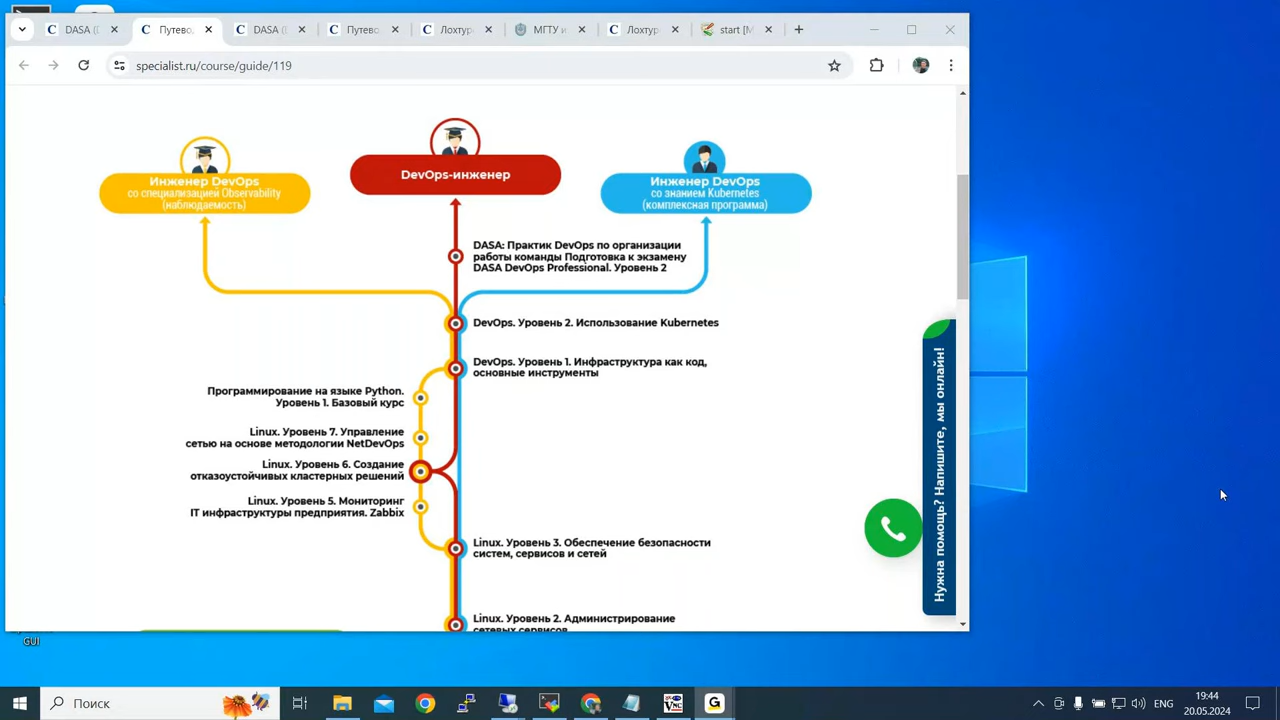 DASA ((
Путево,
DASA ((
Путево,
Лохтур
МГТУ и
Лохтур
start [М
specialist.ru/course/guide/119
Инженер DevOps
со специализацией Observability
(наблюдаемость)
DevOps-инженер
Инженер DevOps
со знанием Kubernetes
(комплексная программа)
DASA: Практик DevOps по организации
работы команды Подготовка к экзамену
DASA DevOps Professional. Уровень 2
DevOps. Уровень 2. Использование Kubernetes
DevOps. Уровень 1. Инфраструктура как код,
основные инструменты
Программирование на языке Python.
Уровень 1. Базовый курс
Linux. Уровень 7. Управление
сетью на основе методологии NetDevOps
Linux. Уровень 6. Создание
отказоустойчивых кластерных решений
Linux. Уровень 5. Мониторинг
IT инфраструктуры предприятия. Zabbix
Linux. Уровень 3. Обеспечение безопасности
систем, сервисов и сетей
Linux. Уровень 2. Администрирование
сетевых сервисов
Нужна помощь? Напишите, мы онлайн!
GUI
Поиск
VNC
G
ENG
19:44
20.05.2024